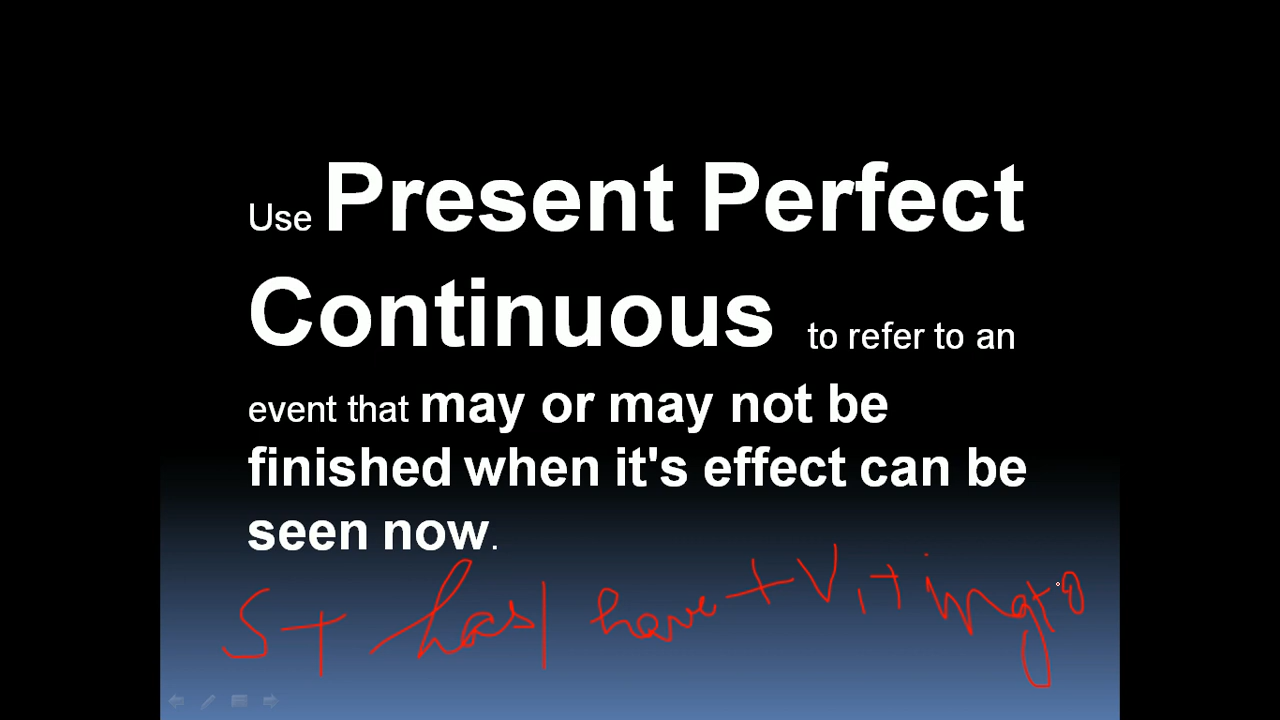 Use Present Perfect
Continuous to refer to an
event that may or may not be
finished when it's effect can be
seen now.
S + has / have + V1 + ing + o